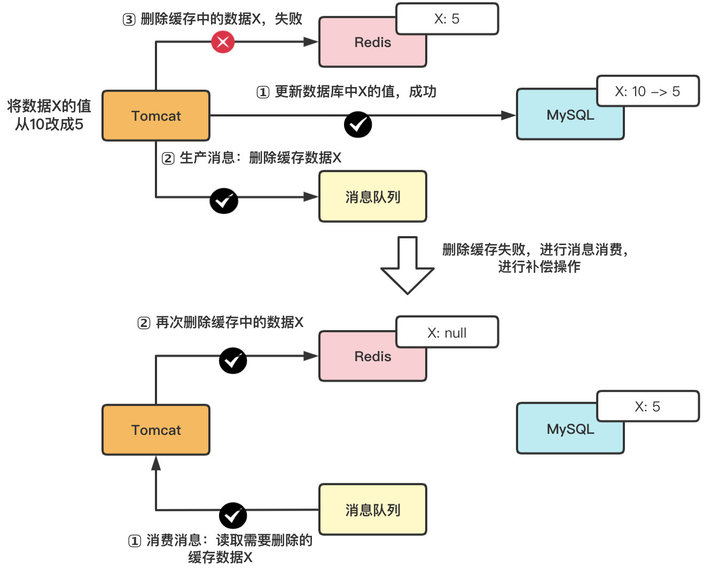 ③ 删除缓存中的数据X，失败
X: 5
Redis
将数据X的值
从10改成5
Tomcat
① 更新数据库中X的值，成功
X: 10 -> 5
MySQL
② 生产消息：删除缓存数据X
消息队列
删除缓存失败，进行消息消费，
进行补偿操作
② 再次删除缓存中的数据X
X: null
Redis
Tomcat
X: 5
MySQL
消息队列
① 消费消息：读取需要删除的
缓存数据X